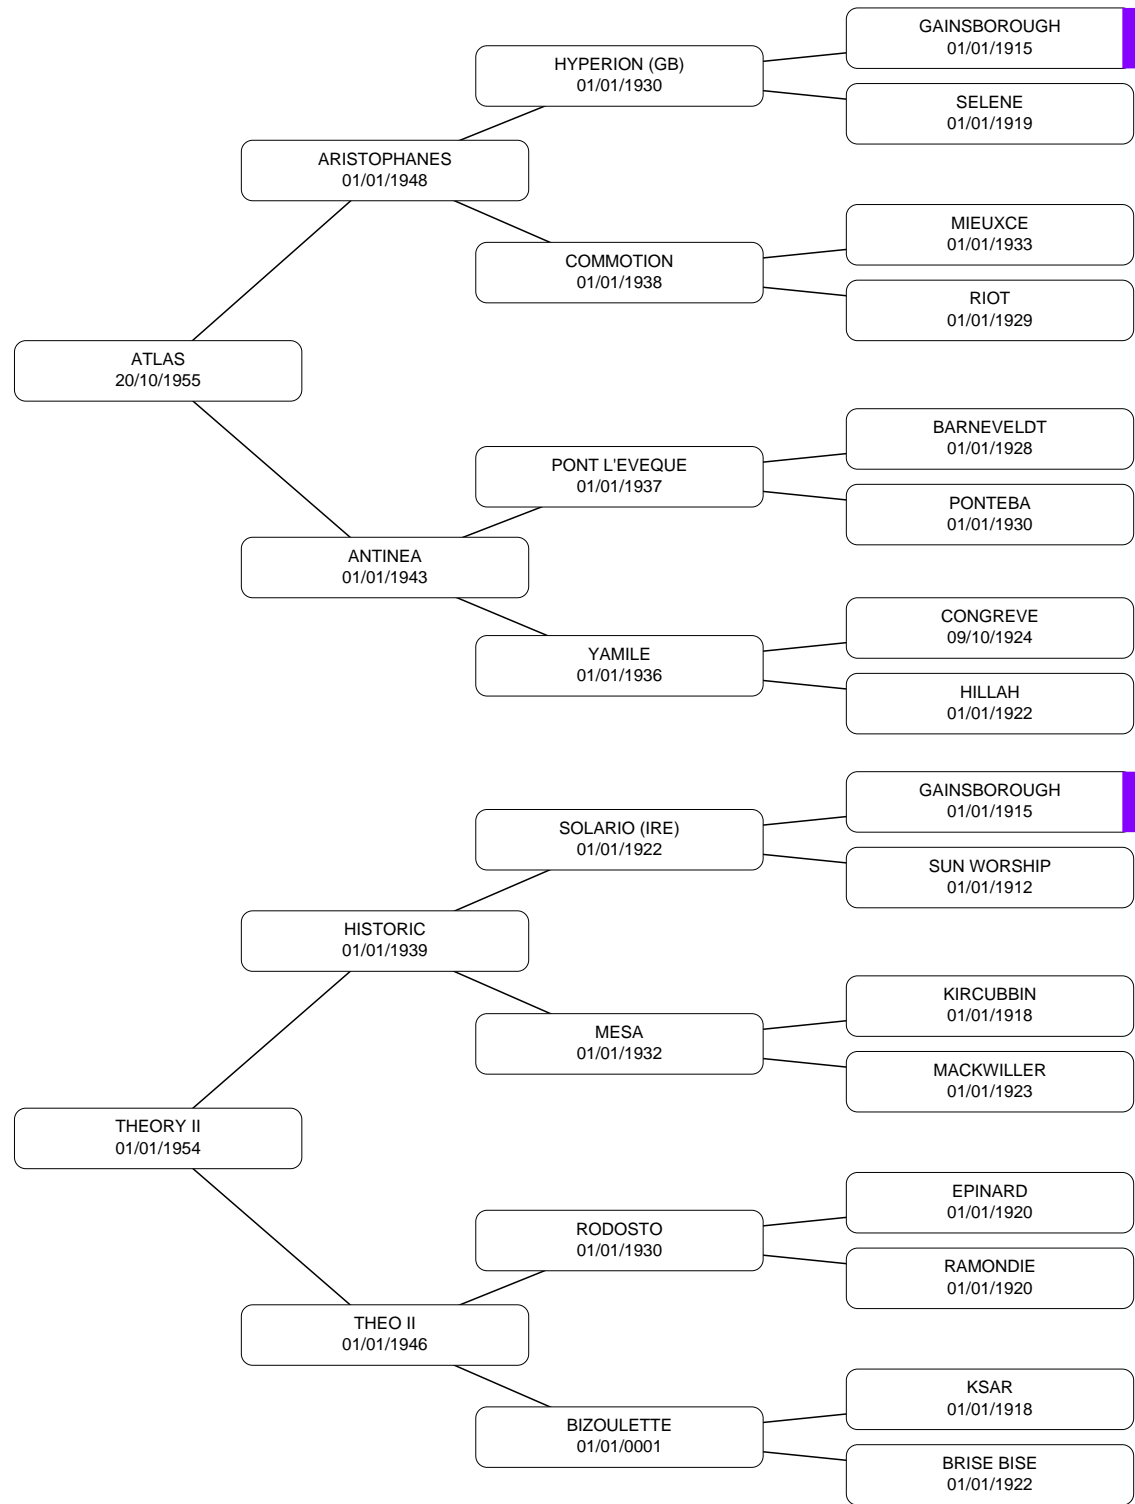 GAINSBOROUGH
01/01/1915
HYPERION (GB)
01/01/1930
SELENE
01/01/1919
ARISTOPHANES
01/01/1948
MIEUXCE
01/01/1933
COMMOTION
01/01/1938
RIOT
01/01/1929
ATLAS
20/10/1955
BARNEVELDT
01/01/1928
PONT L'EVEQUE
01/01/1937
PONTEBA
01/01/1930
ANTINEA
01/01/1943
CONGREVE
09/10/1924
YAMILE
01/01/1936
HILLAH
01/01/1922
GAINSBOROUGH
01/01/1915
SOLARIO (IRE)
01/01/1922
SUN WORSHIP
01/01/1912
HISTORIC
01/01/1939
KIRCUBBIN
01/01/1918
MESA
01/01/1932
MACKWILLER
01/01/1923
THEORY II
01/01/1954
EPINARD
01/01/1920
RODOSTO
01/01/1930
RAMONDIE
01/01/1920
THEO II
01/01/1946
KSAR
01/01/1918
BIZOULETTE
01/01/0001
BRISE BISE
01/01/1922